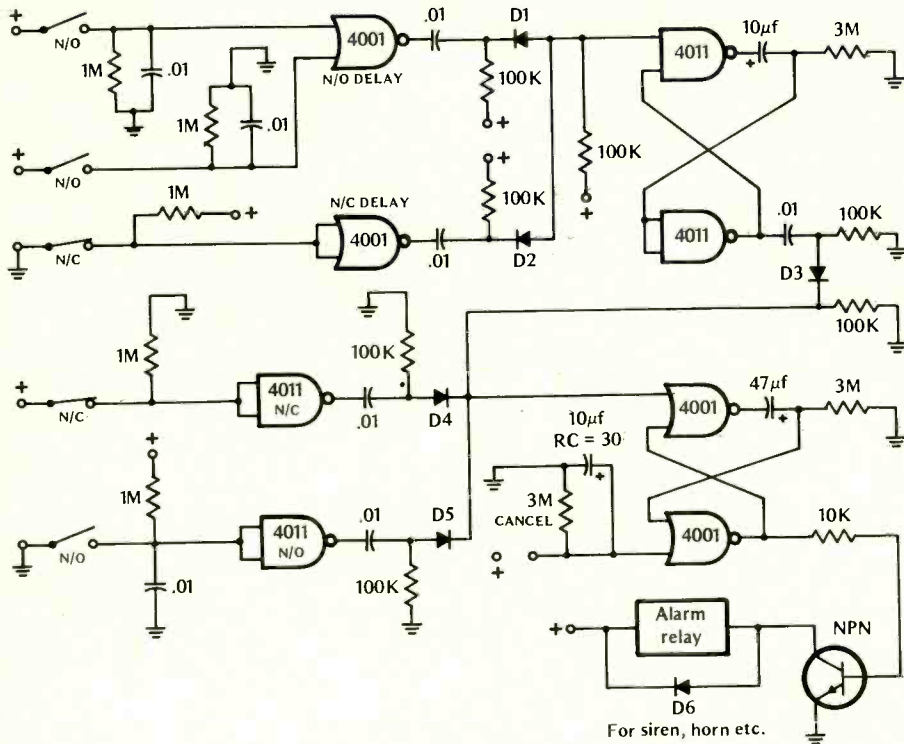 +
N/O
1M
.01
1M
.01
4001
N/O DELAY
.01
D1
100K
+
+
100K
100K
+
4011
10μf
+
3M
+
N/O
1M
+
N/C
N/C DELAY
4001
.01
D2
4011
.01
100K
D3
100K
+
N/C
1M
4011
N/C
.01
100K
D4
4001
47μf
+
3M
+
1M
N/O
.01
4011
N/O
.01
D5
100K
10μf
RC = 30
+
3M
CANCEL
+
4001
10K
+
Alarm
relay
D6
NPN
For siren, horn etc.